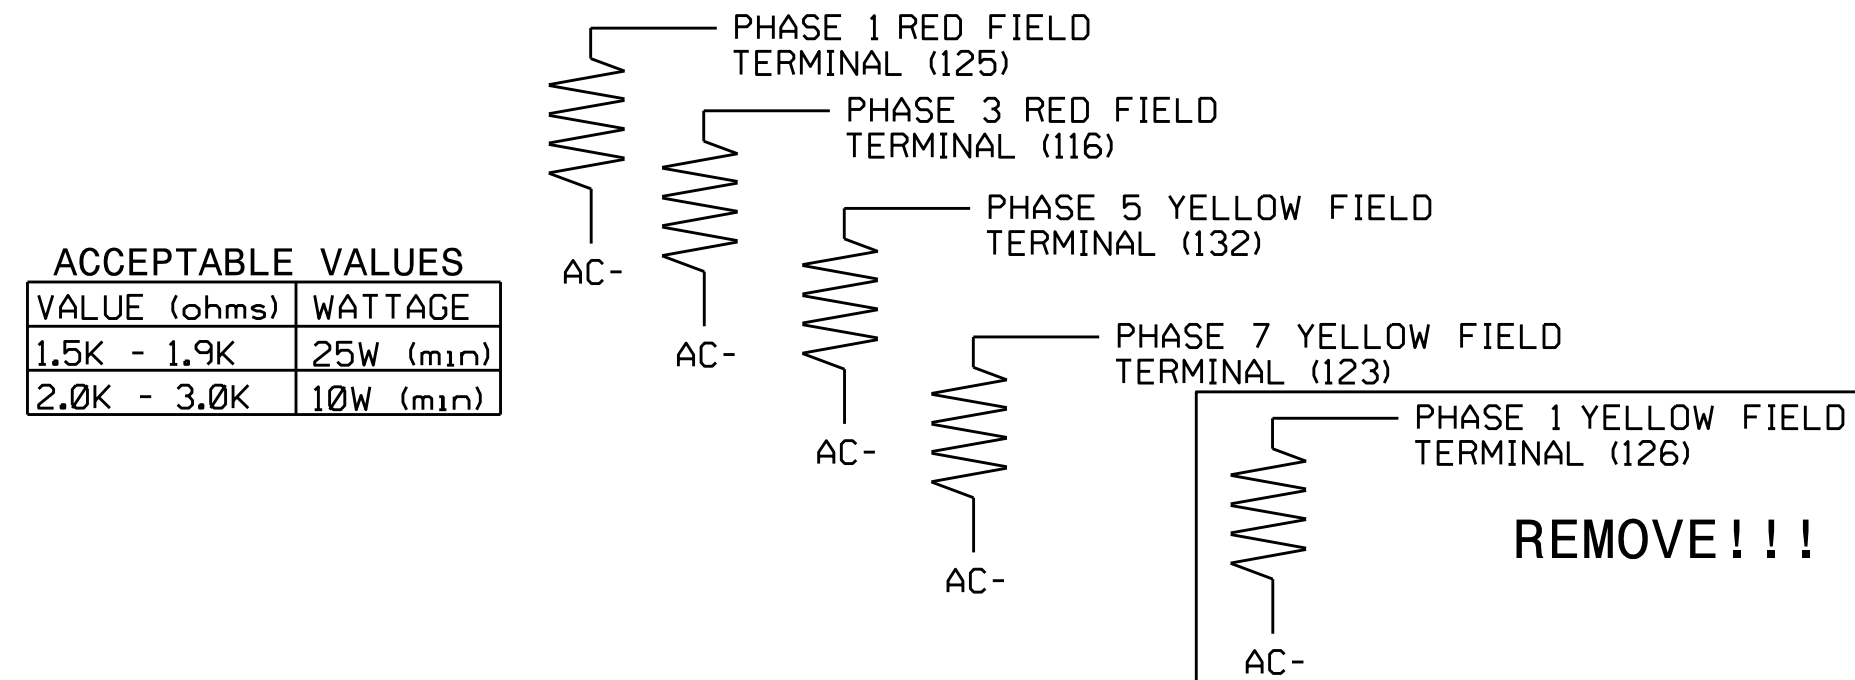 PHASE 1 RED FIELD
TERMINAL (125)
AC-
PHASE 3 RED FIELD
TERMINAL (116)
AC-
PHASE 5 YELLOW FIELD
TERMINAL (132)
AC-
PHASE 7 YELLOW FIELD
TERMINAL (123)
AC-
PHASE 1 YELLOW FIELD
TERMINAL (126)
REMOVE!!!
AC-
ACCEPTABLE VALUES
VALUE (ohms) WATTAGE
1.5K - 1.9K 25W (min)
2.0K - 3.0K 10W (min)